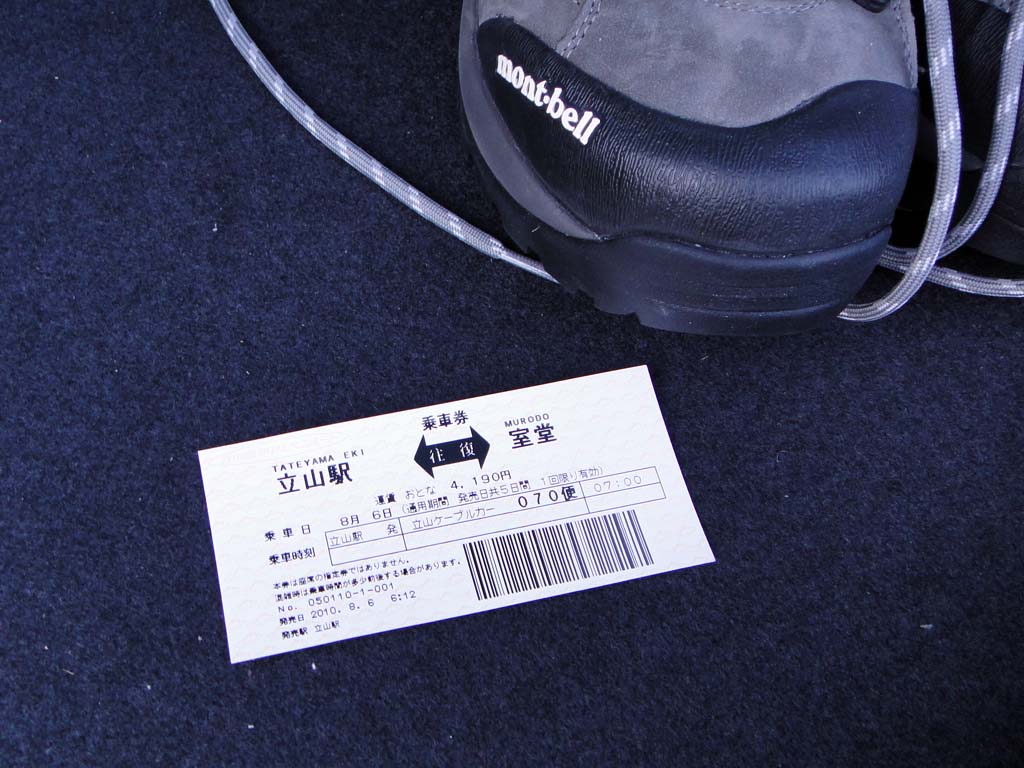 mont·bell
乗車券
TATEYAMA EKI MURODO
立山駅 往復 室堂
運賃 おとな 4,190円
乗車日 8月 6日 (通用期間 発売日共5日間 1回限り有効)
乗車時刻 立山駅 発 立山ケーブルカー 070便 07:00
本券は座席の指定券ではありません。
混雑時は乗車時間が多少前後する場合があります。
No. 050110-1-001
発売日 2010. 8. 6 6:12
発売駅 立山駅